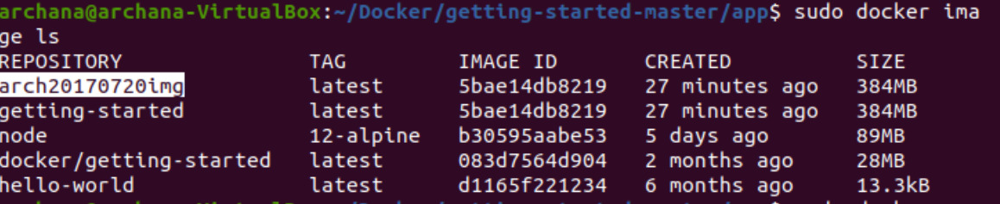 archana@archana-VirtualBox:~/Docker/getting-started-master/app$ sudo docker ima
ge ls
REPOSITORY TAG IMAGE ID CREATED SIZE
arch20170720img latest 5bae14db8219 27 minutes ago 384MB
getting-started latest 5bae14db8219 27 minutes ago 384MB
node 12-alpine b30595aabe53 5 days ago 89MB
docker/getting-started latest 083d7564d904 2 months ago 28MB
hello-world latest d1165f221234 6 months ago 13.3kB